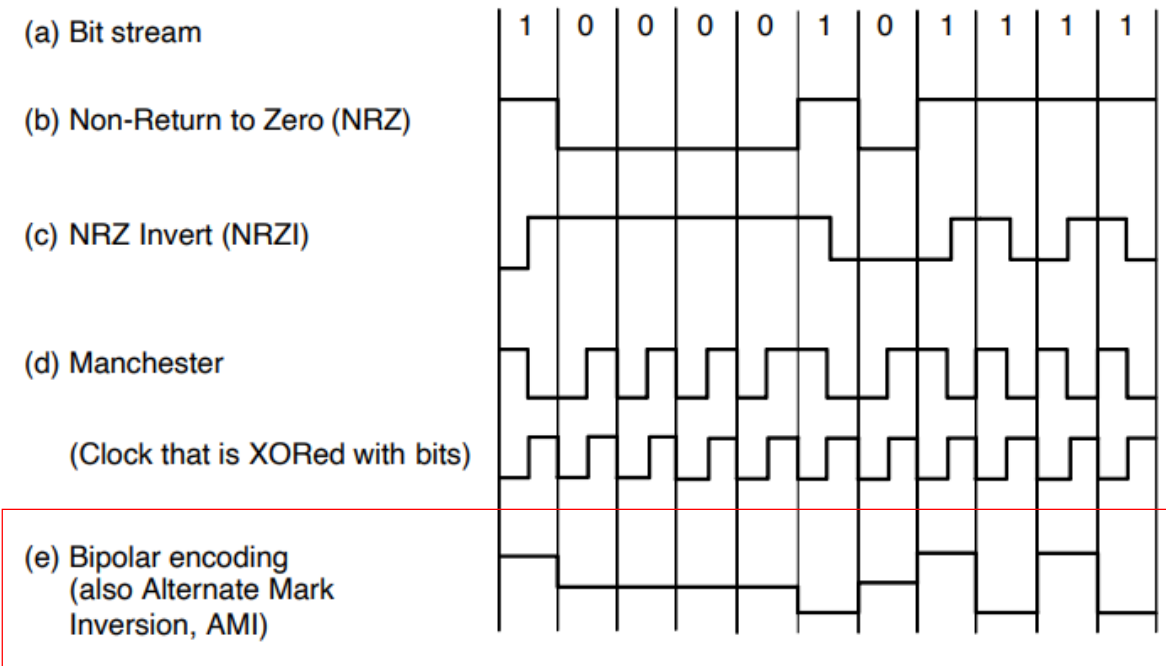 (a) Bit stream 1 0 0 0 0 1 0 1 1 1 1
(b) Non-Return to Zero (NRZ)
(c) NRZ Invert (NRZI)
(d) Manchester
(Clock that is XORed with bits)
(e) Bipolar encoding
(also Alternate Mark
Inversion, AMI)